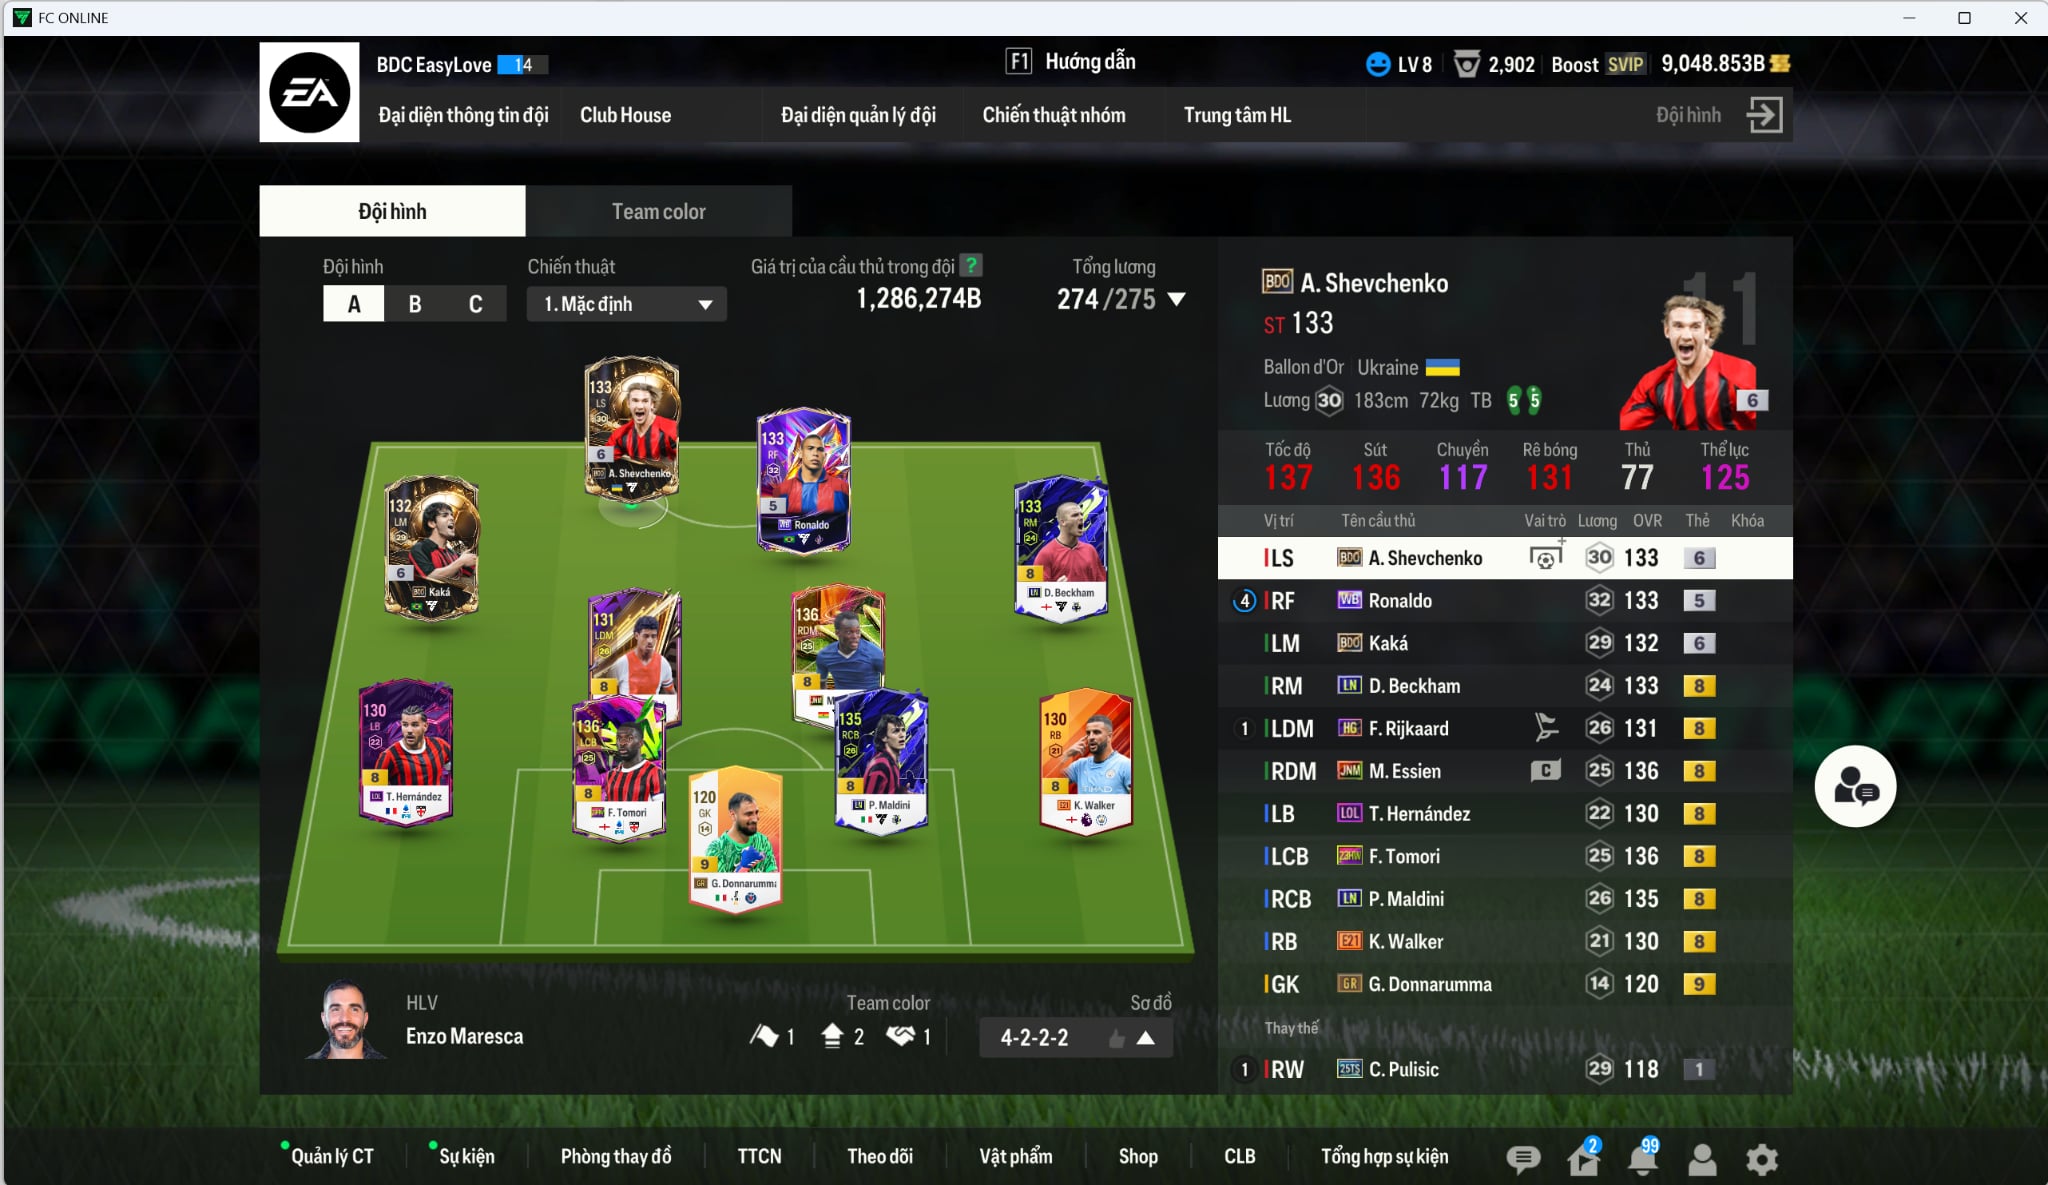 FC ONLINE
EA
BDC EasyLove 14
F1 Hướng dẫn
LV 8 2,902 Boost SVIP 9,048.853B
Đại diện thông tin đội Club House Đại diện quản lý đội Chiến thuật nhóm Trung tâm HL Đội hình
Đội hình Team color
Đội hình Chiến thuật Giá trị của cầu thủ trong đội ? Tổng lương
A B C 1. Mặc định 1,286,274B 274 /275
133 LS 30 6 BDO A. Shevchenko
133 RF 32 5 WB Ronaldo
132 LM 29 6 BDO Kaká
133 RM 24 8 LN D. Beckham
131 LDM 26 8
136 RDM 25 8 JNM M
130 LB 22 8 LOL T. Hernández
136 LCB 25 8 F. Tomori
135 RCB 26 8 LN P. Maldini
130 RB 21 8 K. Walker
120 GK 14 9 GR G. Donnarumma
HLV
Enzo Maresca
Team color
1 2 1
Sơ đồ
4-2-2-2
BDO A. Shevchenko 11
ST 133
Ballon d'Or Ukraine
Lương 30 183cm 72kg TB 5 5 6
Tốc độ Sút Chuyền Rê bóng Thủ Thể lực
137 136 117 131 77 125
Vị trí Tên cầu thủ Vai trò Lương OVR Thẻ Khóa
LS BDO A. Shevchenko 30 133 6
4 RF WB Ronaldo 32 133 5
LM BDO Kaká 29 132 6
RM LN D. Beckham 24 133 8
1 LDM HG F. Rijkaard 26 131 8
RDM JNM M. Essien C 25 136 8
LB LOL T. Hernández 22 130 8
LCB 23HW F. Tomori 25 136 8
RCB LN P. Maldini 26 135 8
RB E21 K. Walker 21 130 8
GK GR G. Donnarumma 14 120 9
Thay thế
1 RW 25TS C. Pulisic 29 118 1
Quản lý CT Sự kiện Phòng thay đồ TTCN Theo dõi Vật phẩm Shop CLB Tổng hợp sự kiện 2 99